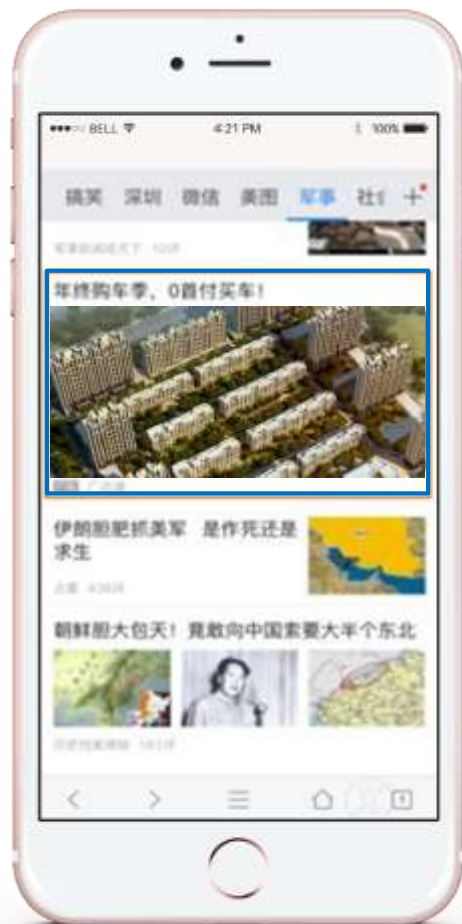 BELL 4:21 PM 100%
搞笑 深圳 微信 美图 军事 社会 +
年终购车季，0首付买车！
伊朗胆肥抓美军 是作死还是
求生
朝鲜胆大包天！竟敢向中国索要大半个东北